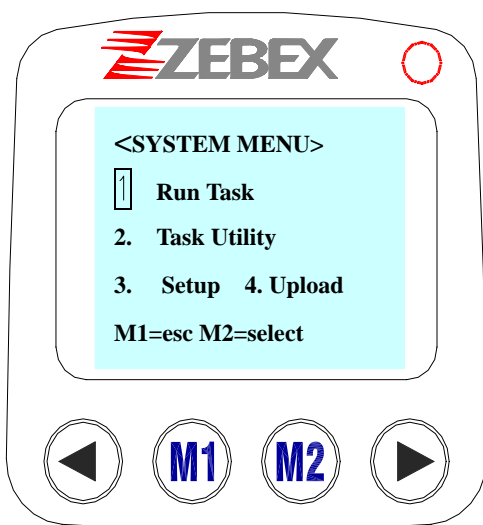 ZEBEX
<SYSTEM MENU>
1 Run Task
2. Task Utility
3. Setup 4. Upload
M1=esc M2=select
M1 M2